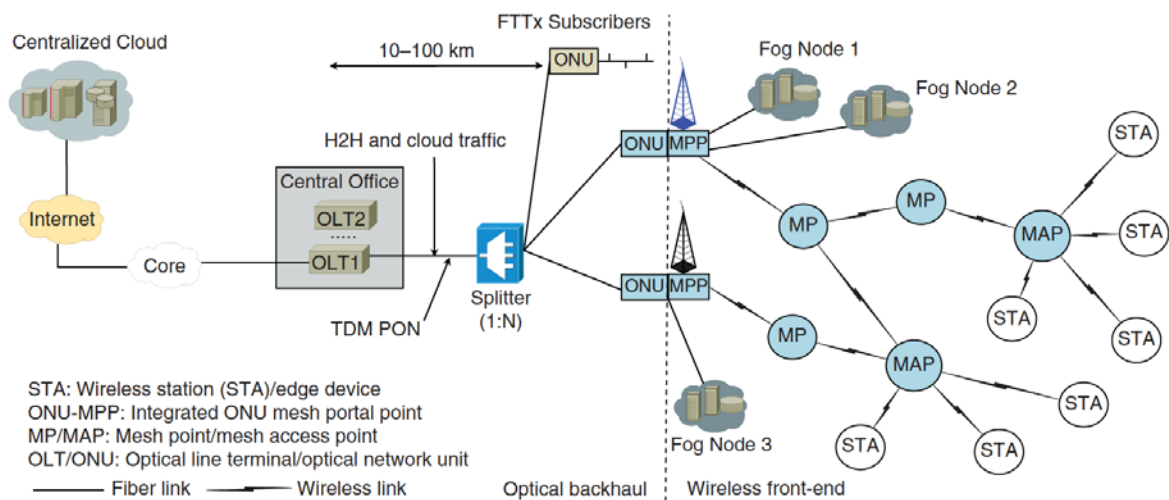 FTTx Subscribers
Centralized Cloud
10–100 km
ONU
Fog Node 1
Fog Node 2
STA
H2H and cloud traffic
ONU MPP
Central Office
MP
MP
MAP
STA
Internet
OLT2
.....
Core
OLT1
Splitter
(1:N)
ONU MPP
STA
STA
TDM PON
MP
MAP
STA: Wireless station (STA)/edge device
ONU-MPP: Integrated ONU mesh portal point
MP/MAP: Mesh point/mesh access point
OLT/ONU: Optical line terminal/optical network unit
Fog Node 3
STA
STA
STA
Fiber link
Wireless link
Optical backhaul
Wireless front-end